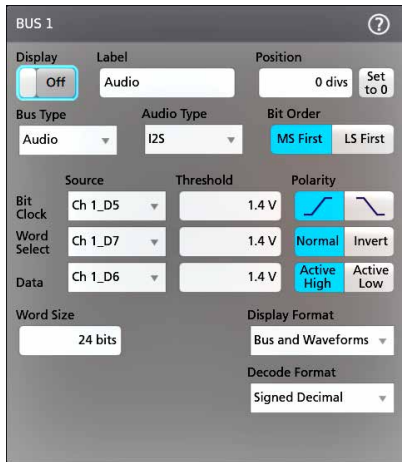 BUS 1 ?
Display Label Position
Off Audio 0 divs Set to 0
Bus Type Audio Type Bit Order
Audio I2S MS First LS First
Source Threshold Polarity
Bit Clock Ch 1_D5 1.4 V
Word Select Ch 1_D7 1.4 V Normal Invert
Data Ch 1_D6 1.4 V Active High Active Low
Word Size Display Format
24 bits Bus and Waveforms
Decode Format
Signed Decimal